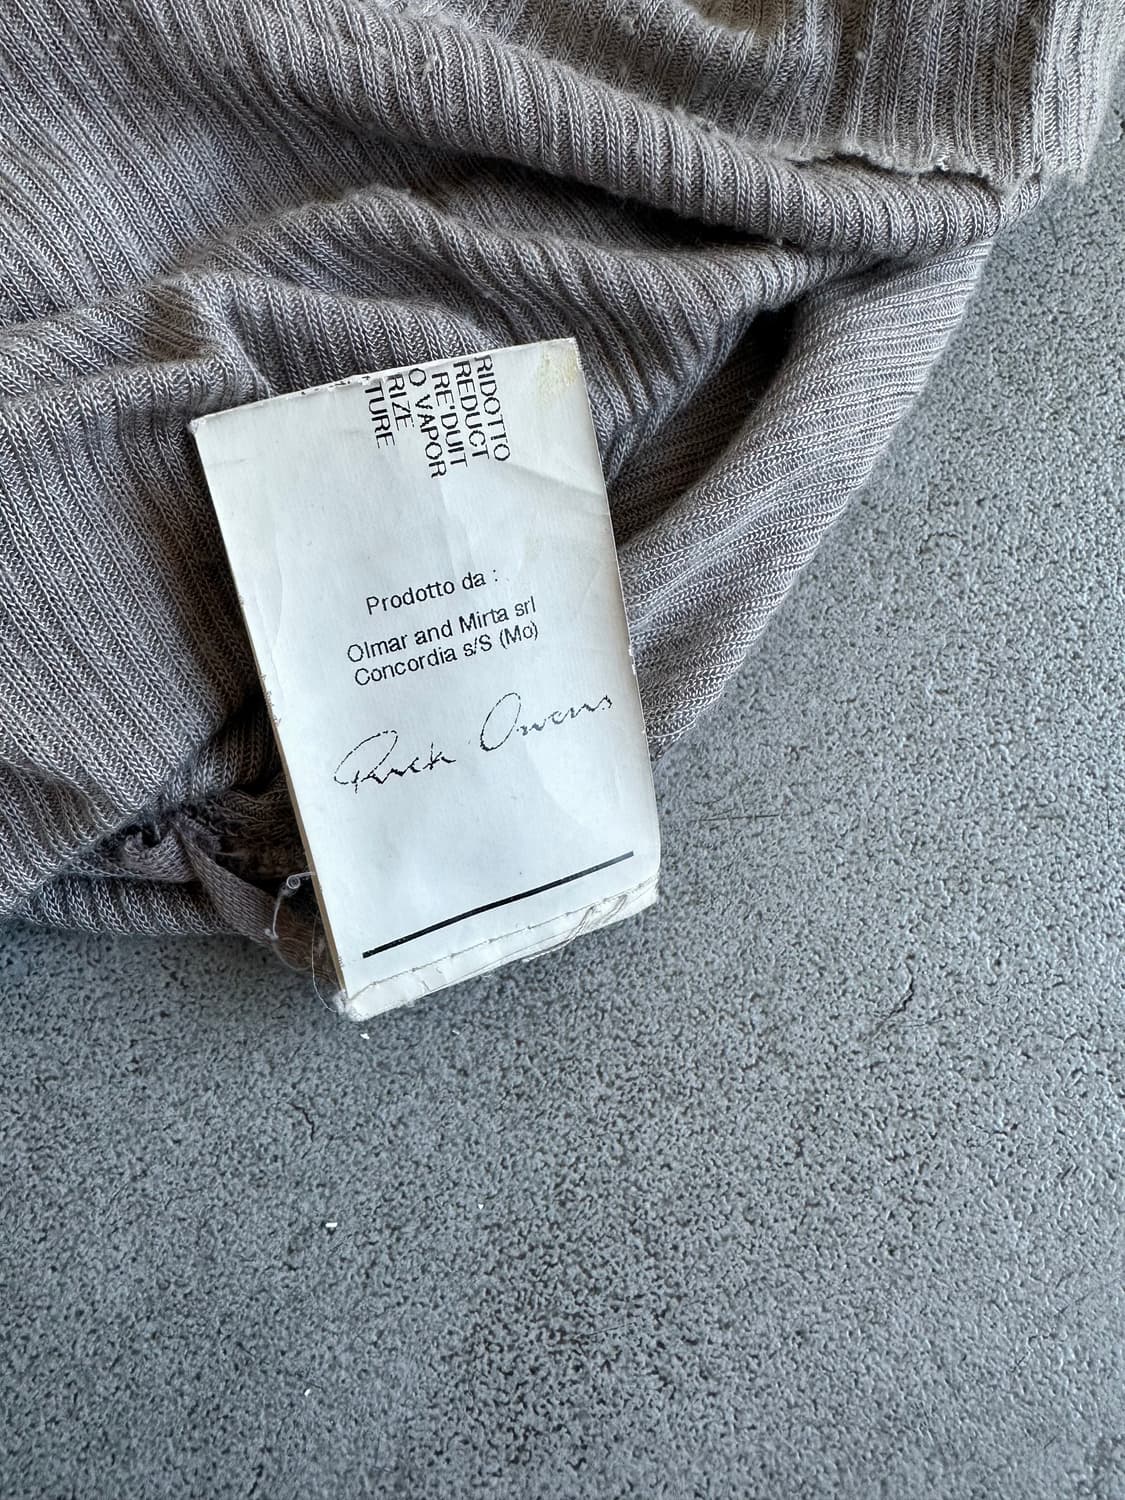 RIDOTTO
REDUCT
RE'DUIT
O VAPOR
RIZE
TURE
Prodotto da :
Olmar and Mirta srl
Concordia s/S (Mo)
Rick Owens